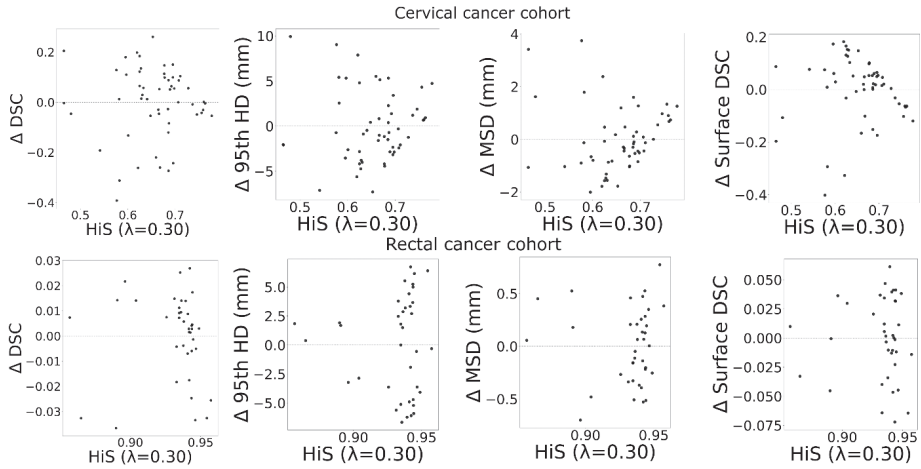 Cervical cancer cohort
0.2
0.0
−0.2
−0.4
Δ DSC
0.5 0.6 0.7
HiS (λ=0.30)
10
5
0
−5
Δ 95th HD (mm)
0.5 0.6 0.7
HiS (λ=0.30)
4
2
0
−2
Δ MSD (mm)
0.5 0.6 0.7
HiS (λ=0.30)
0.2
0.0
−0.2
−0.4
Δ Surface DSC
0.5 0.6 0.7
HiS (λ=0.30)
Rectal cancer cohort
0.03
0.02
0.01
0.00
−0.01
−0.02
−0.03
Δ DSC
0.90 0.95
HiS (λ=0.30)
5.0
2.5
0.0
−2.5
−5.0
Δ 95th HD (mm)
0.90 0.95
HiS (λ=0.30)
0.5
0.0
−0.5
Δ MSD (mm)
0.90 0.95
HiS (λ=0.30)
0.050
0.025
0.000
−0.025
−0.050
−0.075
Δ Surface DSC
0.90 0.95
HiS (λ=0.30)